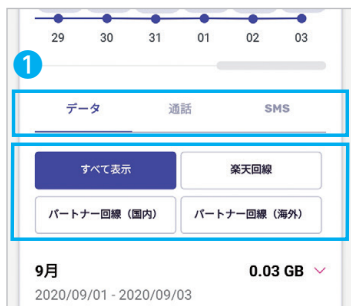 29 30 31 01 02 03
1
データ 通話 SMS
すべて表示 楽天回線
パートナー回線（国内） パートナー回線（海外）
9月 0.03 GB
2020/09/01 - 2020/09/03